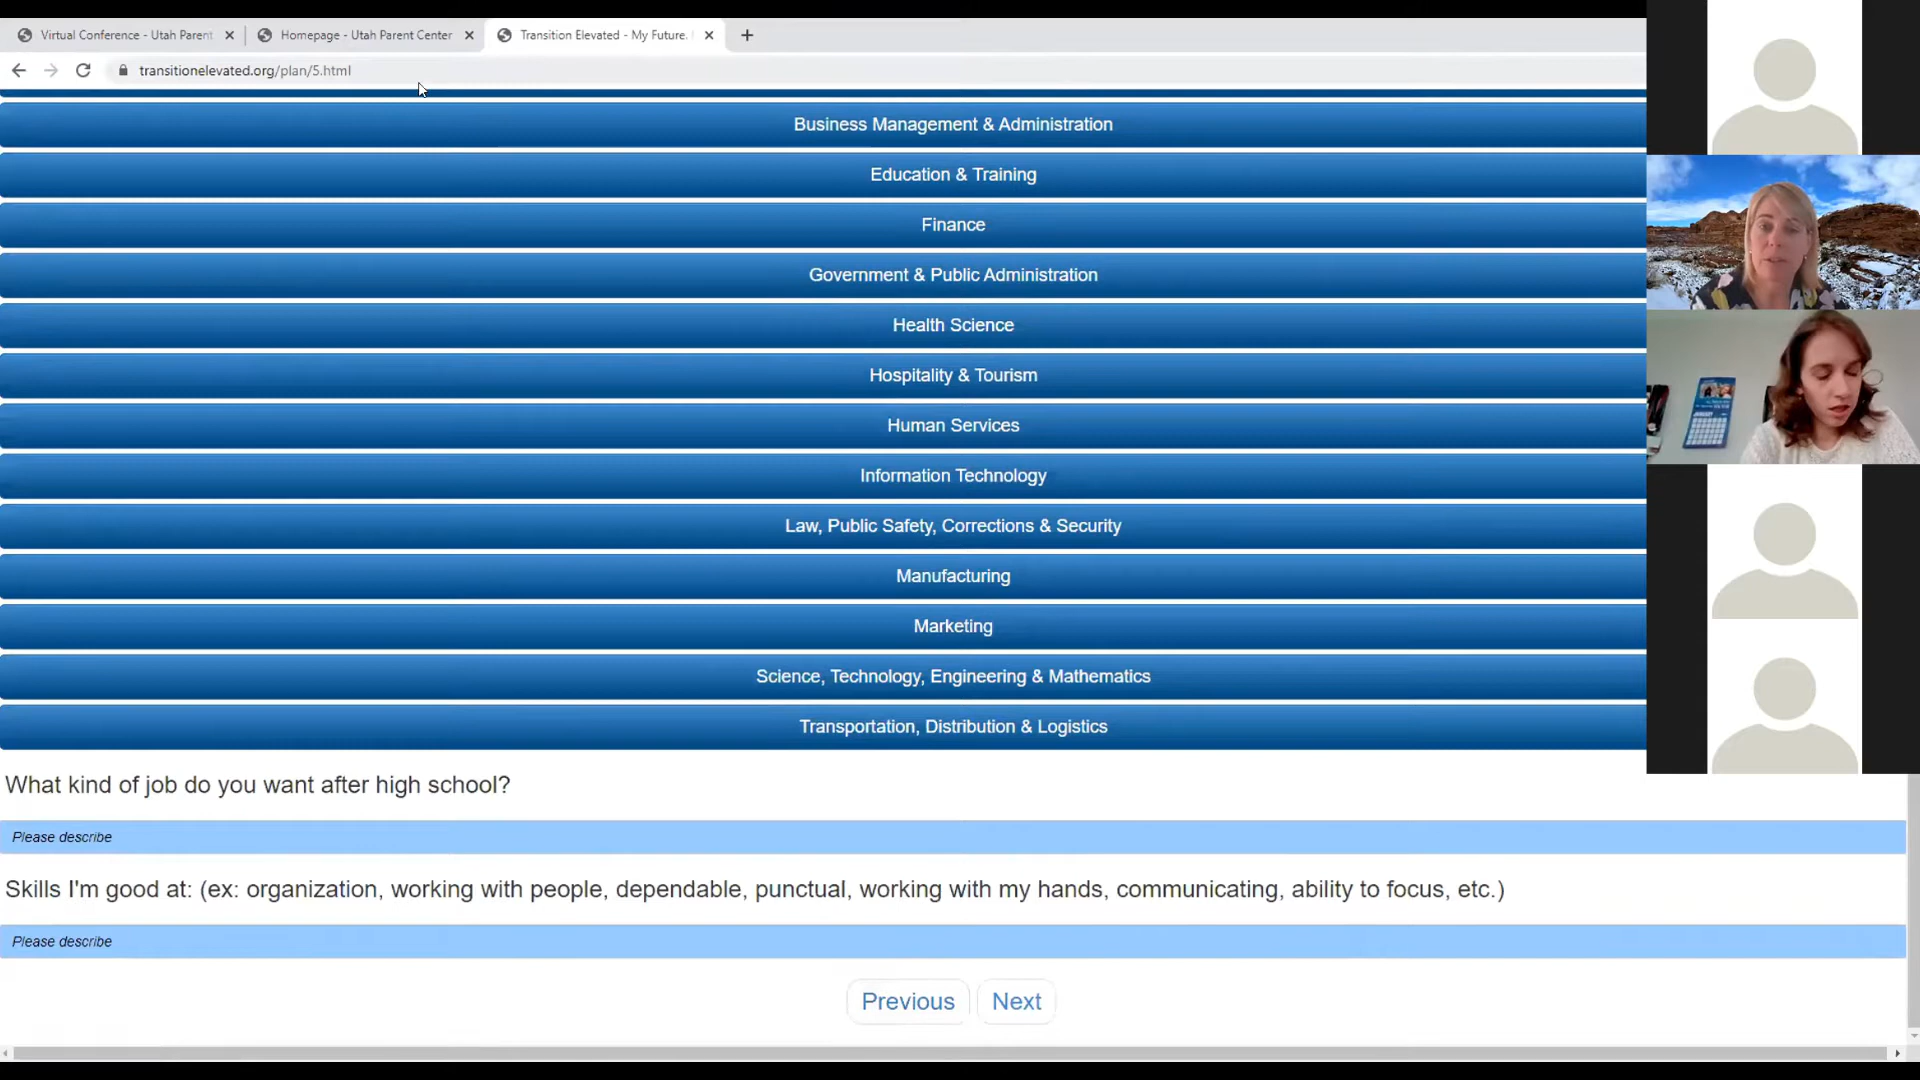 Virtual Conference - Utah Parent
Homepage - Utah Parent Center
Transition Elevated - My Future.
transitionelevated.org/plan/5.html
Business Management & Administration
Education & Training
Finance
Government & Public Administration
Health Science
Hospitality & Tourism
Human Services
Information Technology
Law, Public Safety, Corrections & Security
Manufacturing
Marketing
Science, Technology, Engineering & Mathematics
Transportation, Distribution & Logistics
What kind of job do you want after high school?
Please describe
Skills I'm good at: (ex: organization, working with people, dependable, punctual, working with my hands, communicating, ability to focus, etc.)
Please describe
Previous
Next
JANUARY